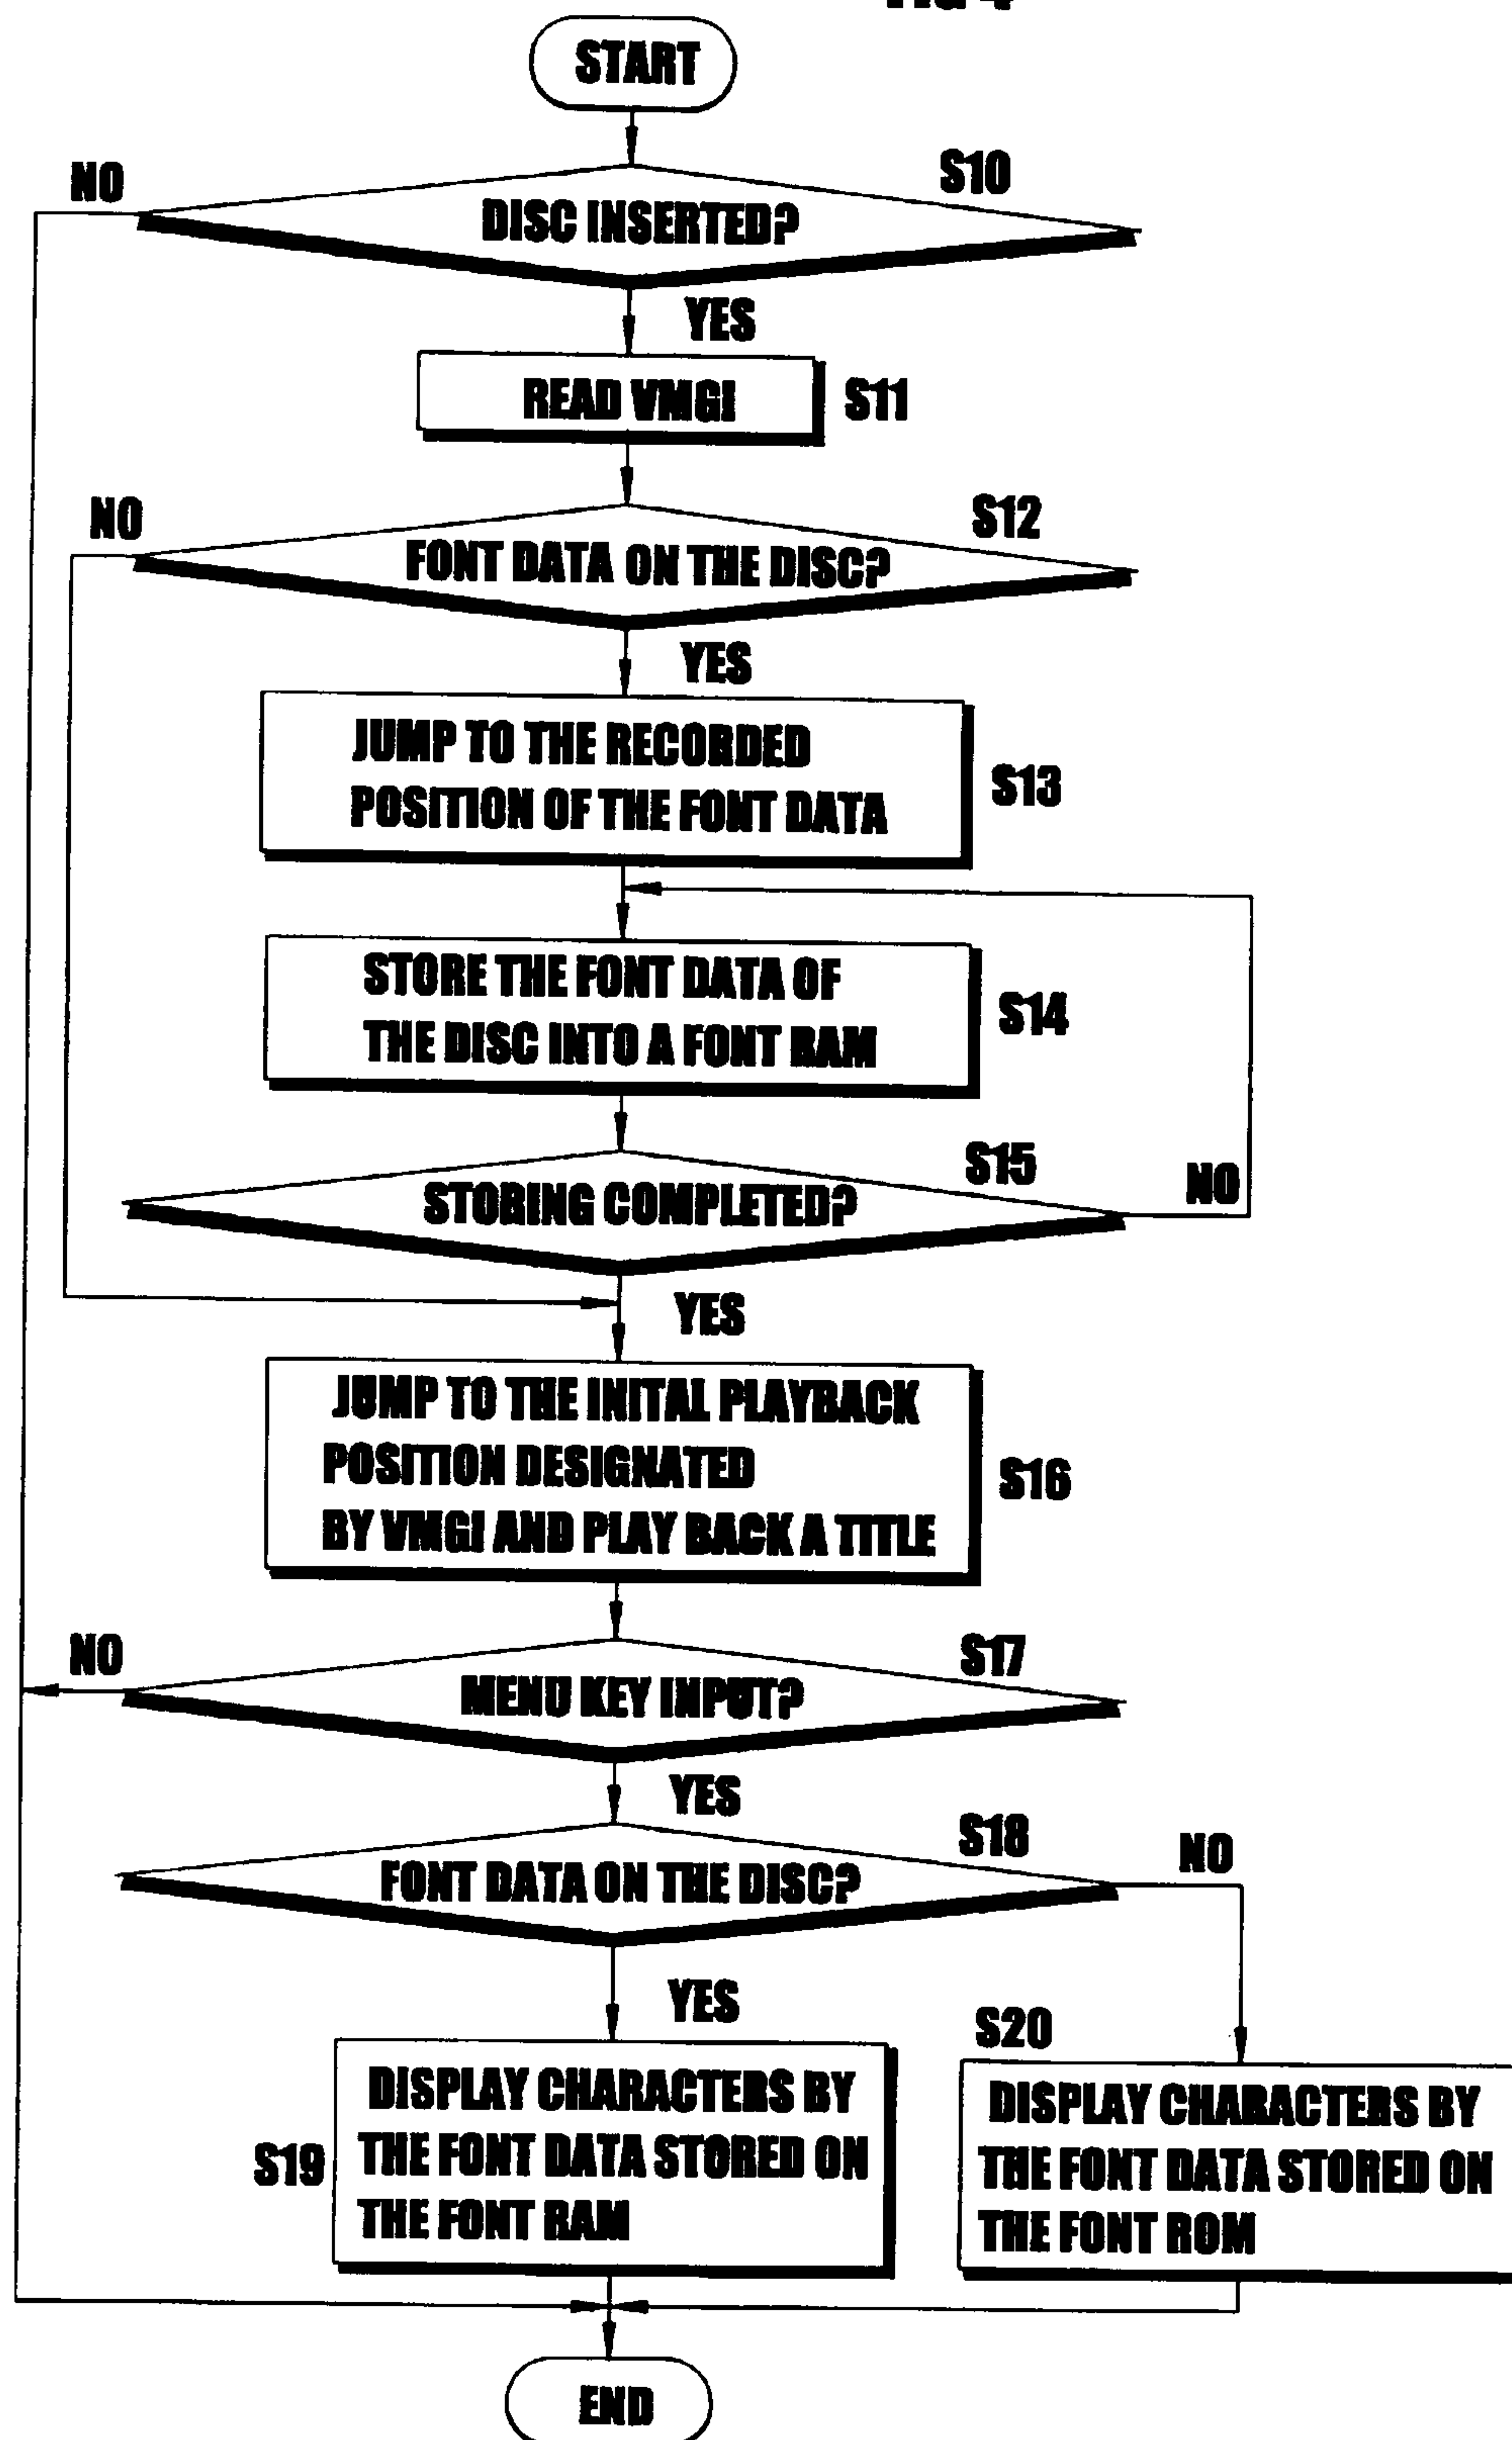 START
NO
S10
DISC INSERTED?
YES
READ VMGI
S11
NO
S12
FONT DATA ON THE DISC?
YES
JUMP TO THE RECORDED
POSITION OF THE FONT DATA
S13
STORE THE FONT DATA OF
THE DISC INTO A FONT RAM
S14
S15
NO
STORING COMPLETED?
YES
JUMP TO THE INITAL PLAYBACK
POSITION DESIGNATED
BY VMGI AND PLAY BACK A TITLE
S16
NO
S17
MENU KEY INPUT?
YES
S18
NO
FONT DATA ON THE DISC?
YES
S20
DISPLAY CHARACTERS BY
THE FONT DATA STORED ON
THE FONT RAM
S19
DISPLAY CHARACTERS BY
THE FONT DATA STORED ON
THE FONT ROM
END